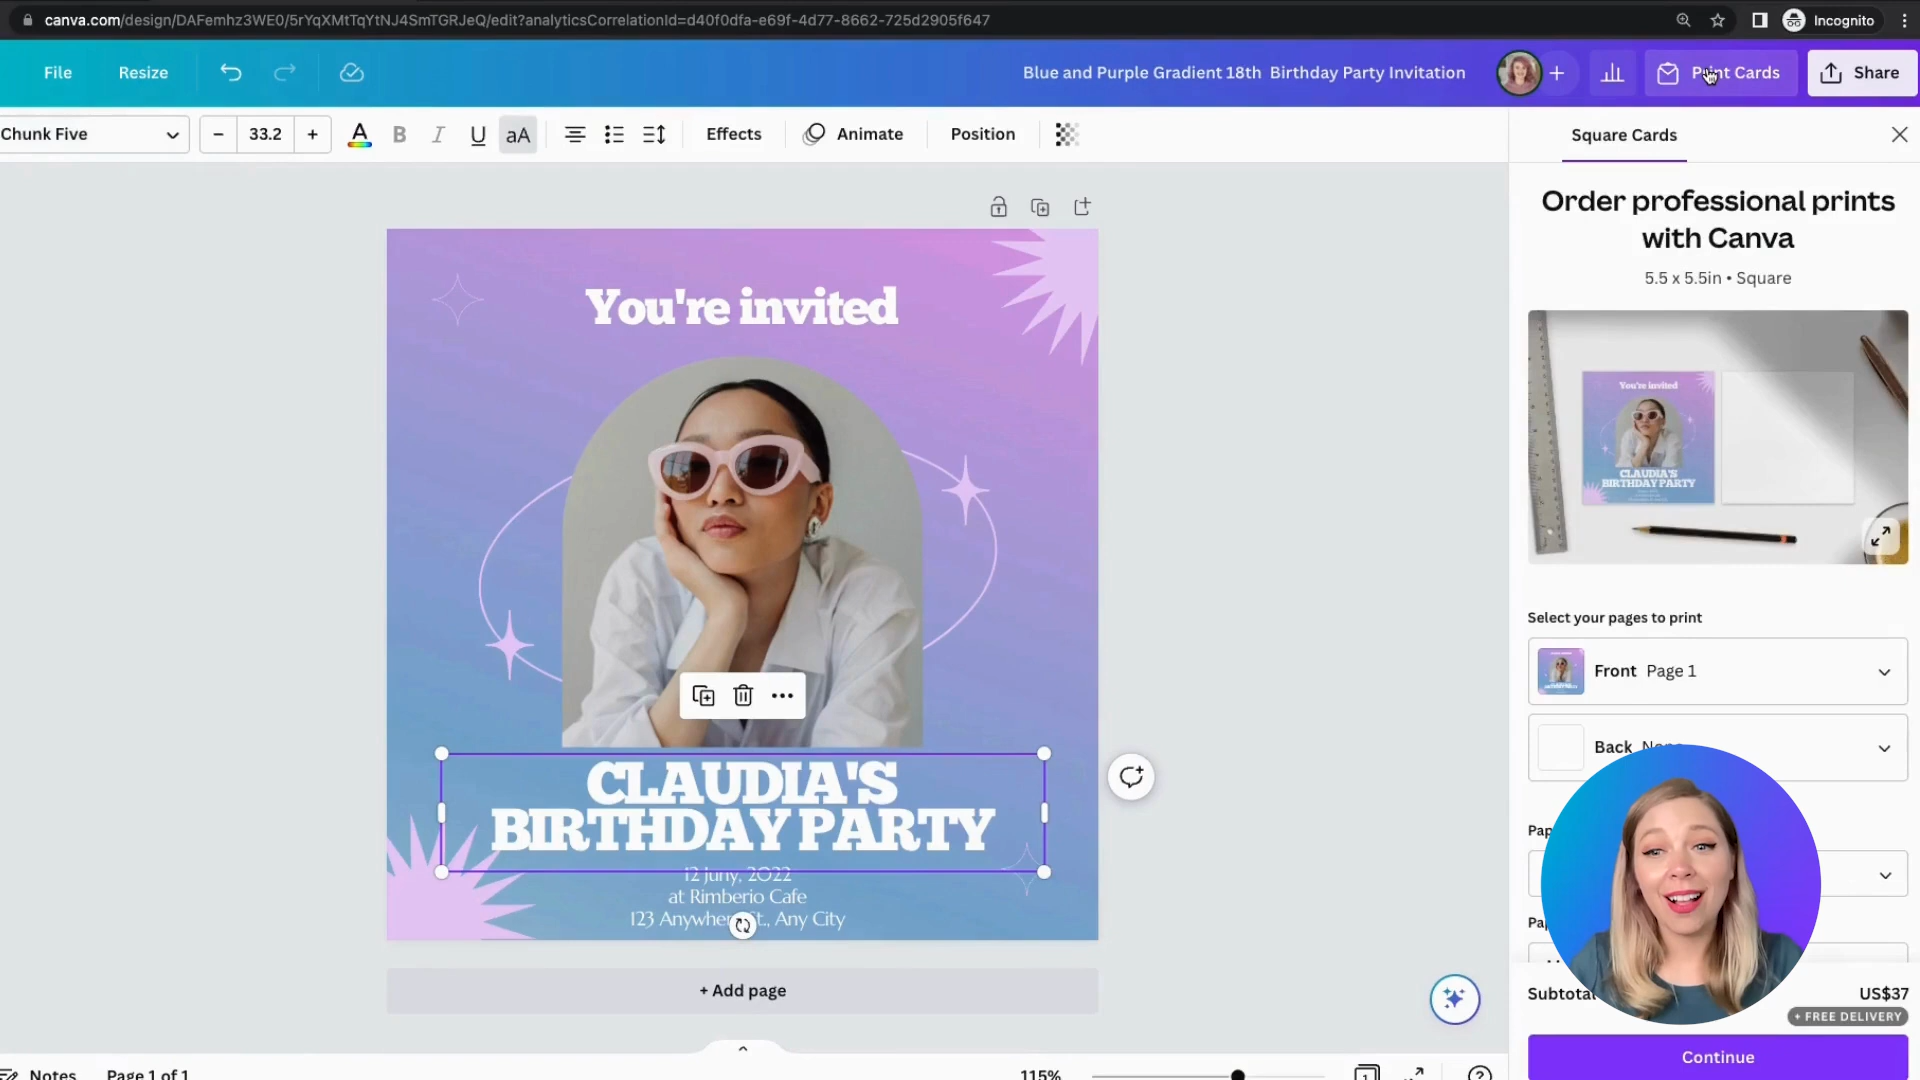 canva.com/design/DAFemhz3WE0/5rYqXMtTqYtNJ4SmTGRJeQ/edit?analyticsCorrelationId=d40f0dfa-e69f-4d77-8662-725d2905f647
Incognito
File
Resize
Blue and Purple Gradient 18th Birthday Party Invitation
Print Cards
Share
Chunk Five
33.2
A
B
I
U
aA
Effects
Animate
Position
Square Cards
Order professional prints
with Canva
5.5 x 5.5in • Square
You're invited
CLAUDIA'S
BIRTHDAY PARTY
12 Juny, 2022
at Rimberio Cafe
123 Anywhere St., Any City
+ Add page
You're invited
CLAUDIA'S
BIRTHDAY PARTY
Select your pages to print
Front Page 1
Back None
Subtotal
US$37
+ FREE DELIVERY
Continue
Notes
Page 1 of 1
115%
1